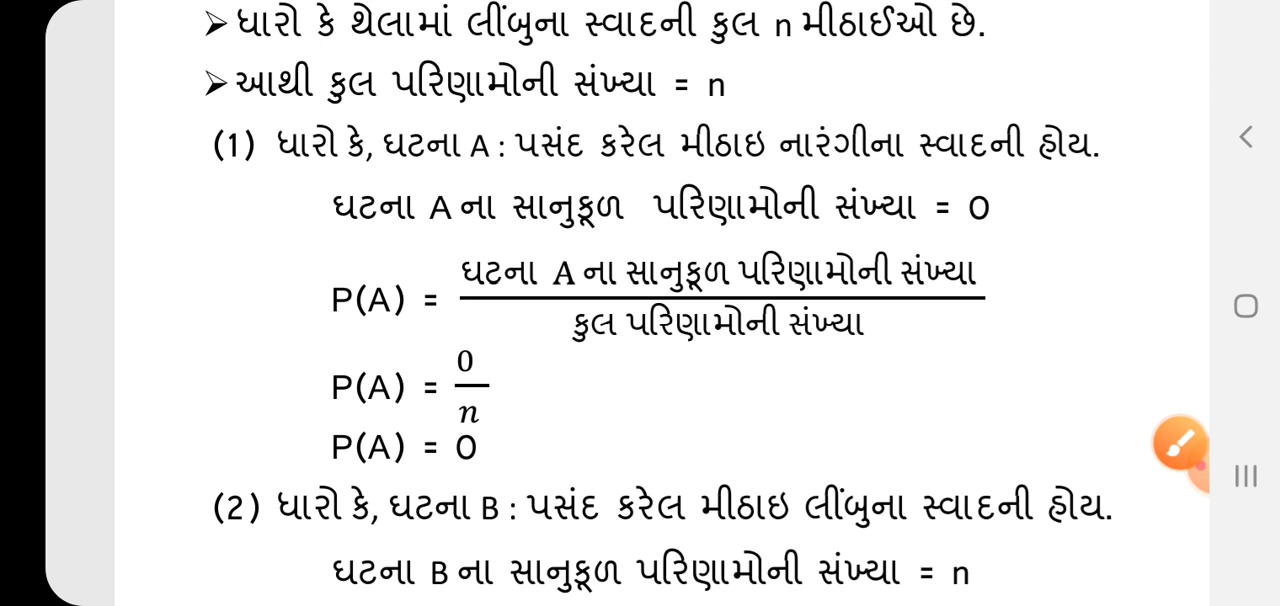 ➢ ધારો કે થેલામાં લીંબુના સ્વાદની કુલ n મીઠાઈઓ છે.
➢ આથી કુલ પરિણામોની સંખ્યા = n
(1) ધારો કે, ઘટના A : પસંદ કરેલ મીઠાઇ નારંગીના સ્વાદની હોય.
ઘટના A ના સાનુકૂળ પરિણામોની સંખ્યા = 0
P(A) = ઘટના A ના સાનુકૂળ પરિણામોની સંખ્યા
કુલ પરિણામોની સંખ્યા
P(A) = 0
n
P(A) = 0
(2) ધારો કે, ઘટના B : પસંદ કરેલ મીઠાઇ લીંબુના સ્વાદની હોય.
ઘટના B ના સાનુકૂળ પરિણામોની સંખ્યા = n